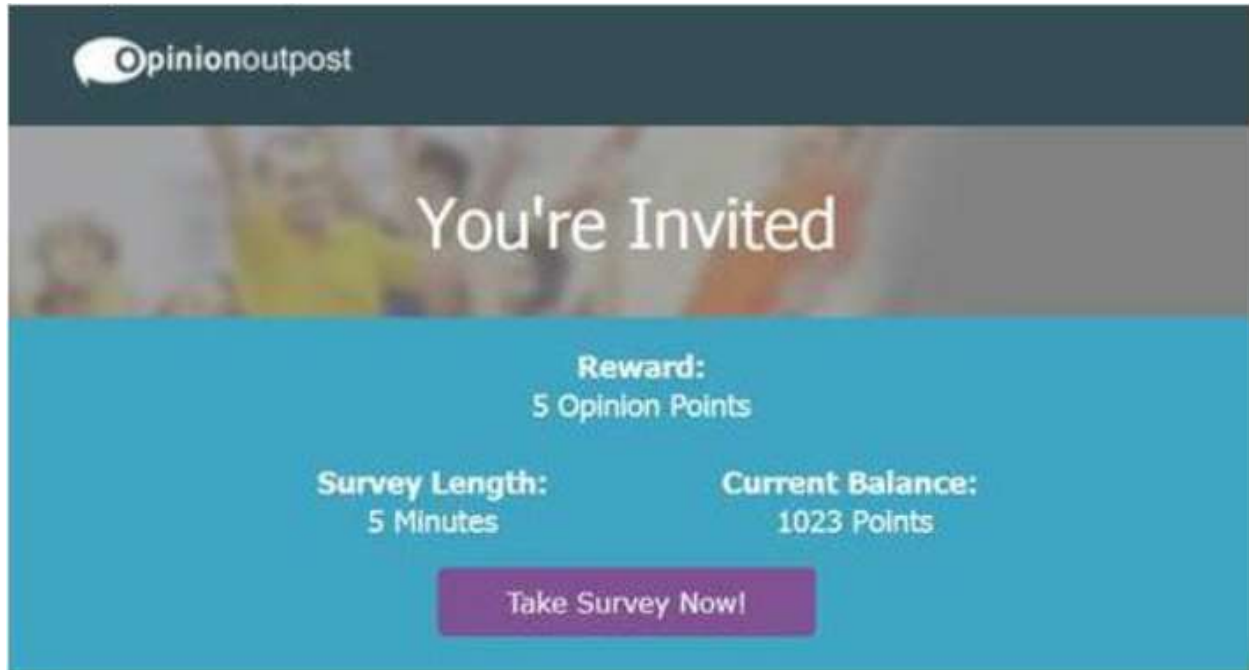 Opinionoutpost
You're Invited
Reward:
5 Opinion Points
Survey Length:
5 Minutes
Current Balance:
1023 Points
Take Survey Now!